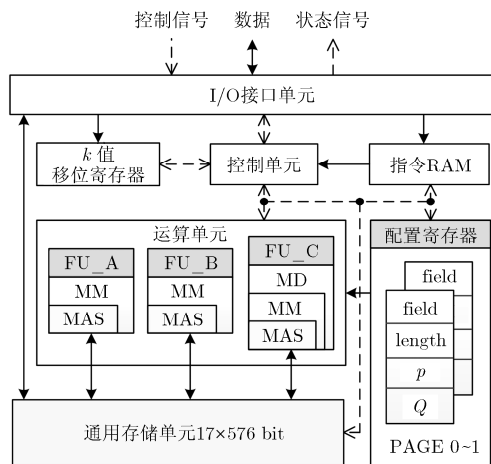 控制信号 数据 状态信号
I/O接口单元
k 值
移位寄存器
控制单元
指令RAM
运算单元
FU_A
MM
MAS
FU_B
MM
MAS
FU_C
MD
MM
MAS
配置寄存器
field
field
length
p
Q
PAGE 0~1
通用存储单元17×576 bit